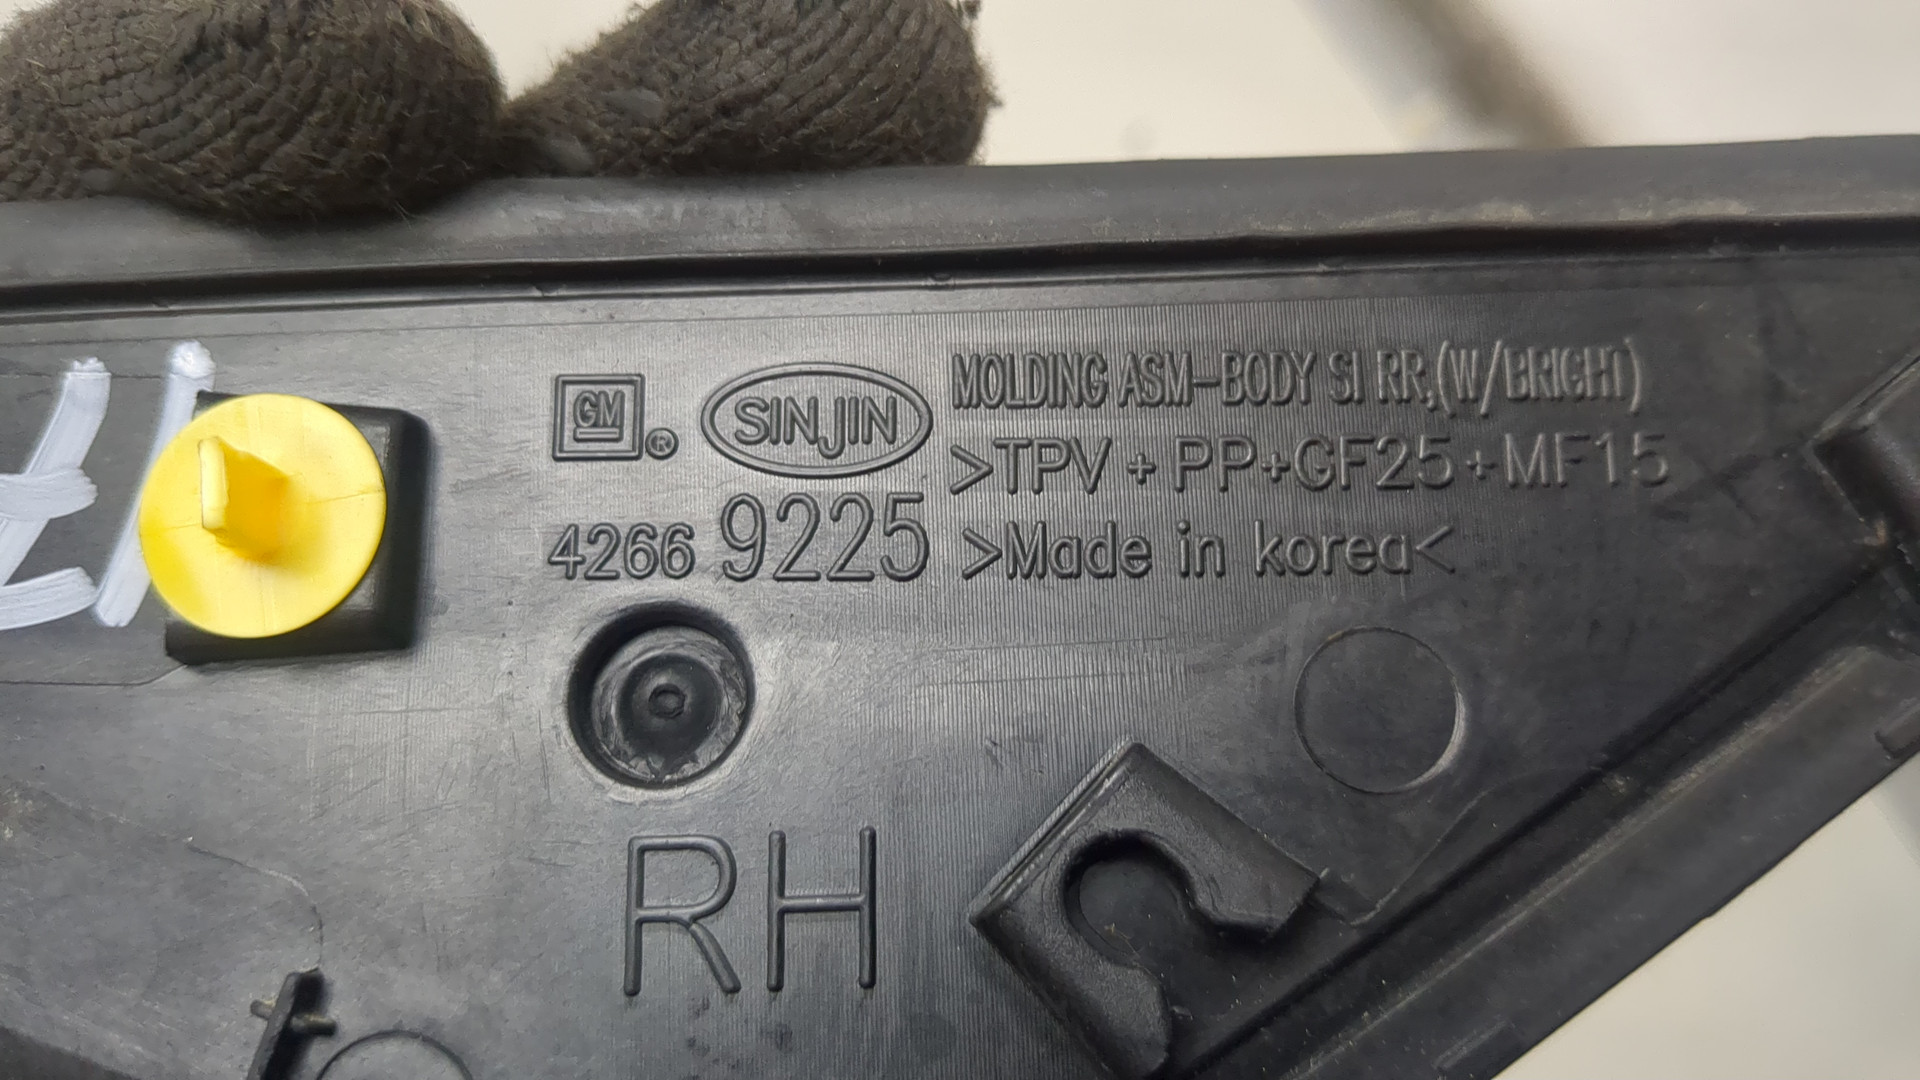 GM ® SINJIN MOLDING ASM-BODY SI RR,(W/BRIGHT)
>TPV+PP+GF25+MF15
4266 9225 >Made in korea<
RH